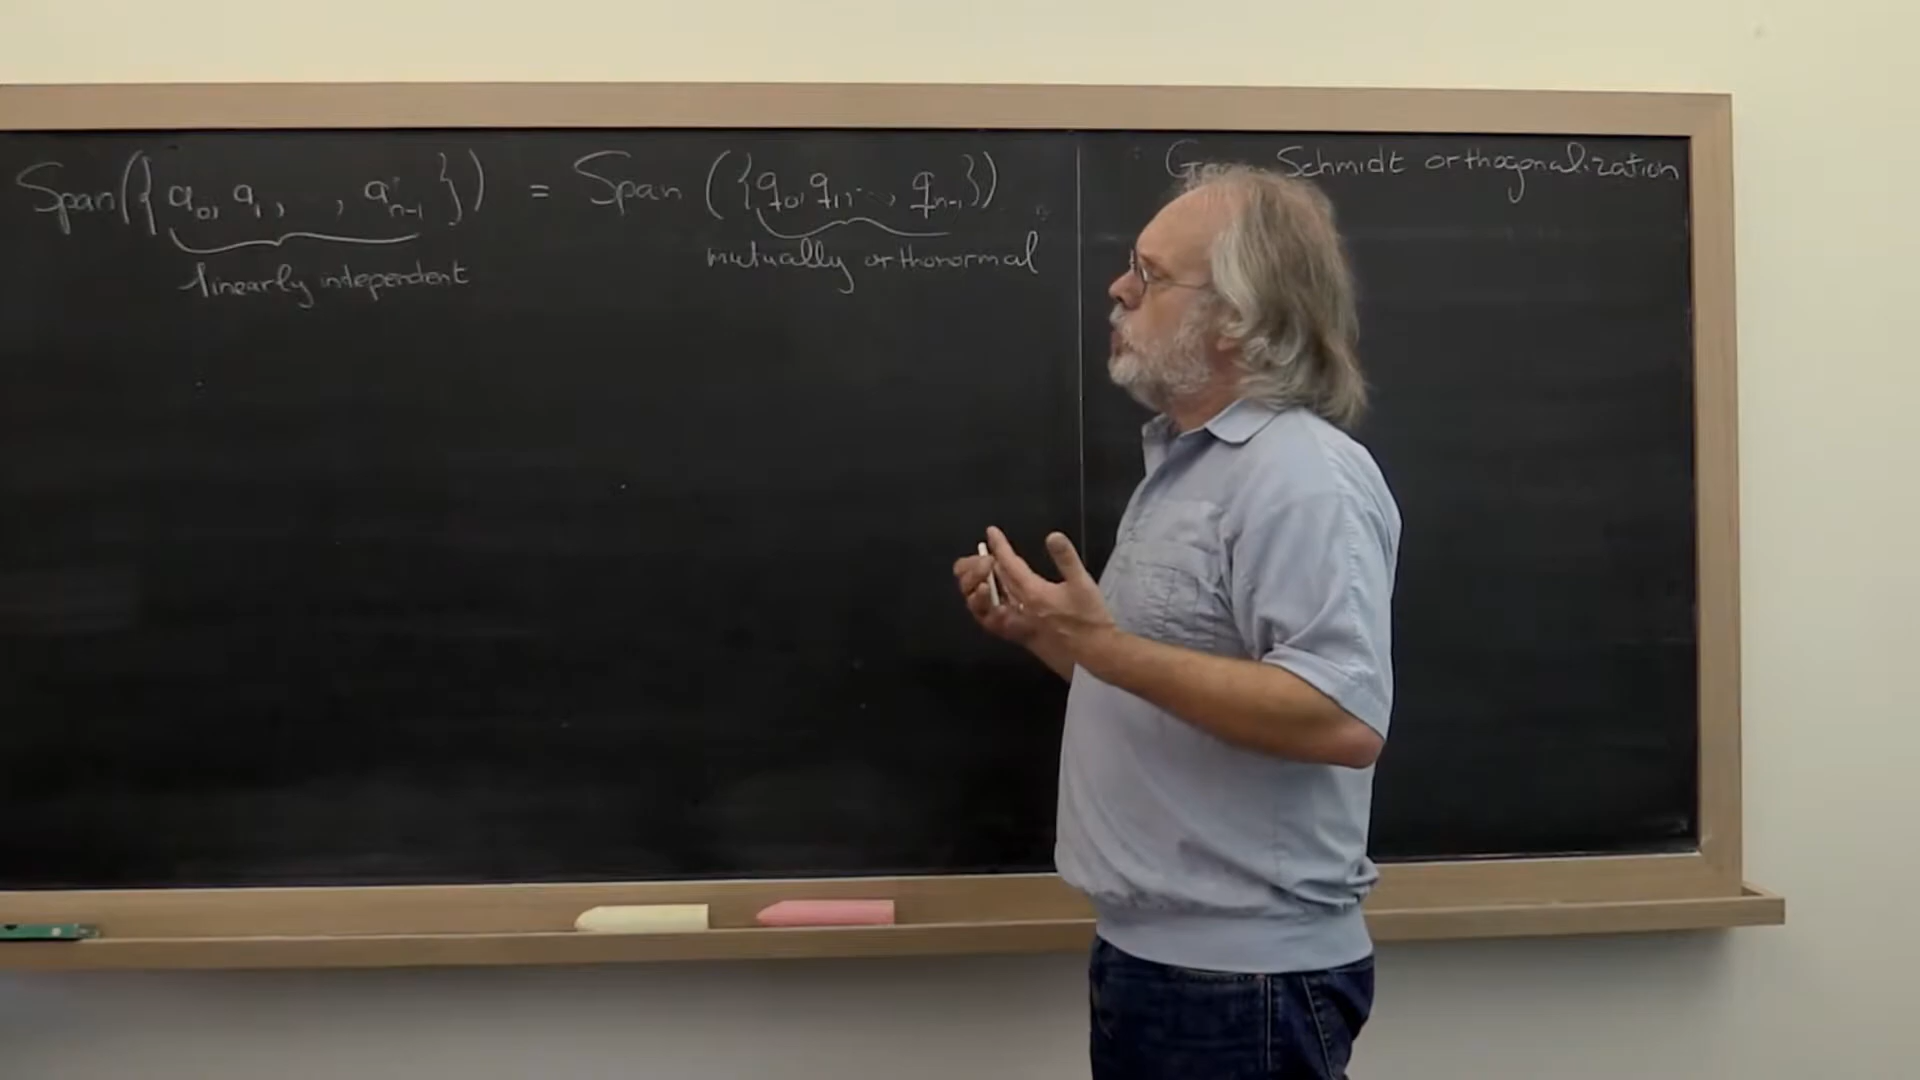 Span({a₀, a₁, , aₙ₋₁}) = Span ({q₀, q₁, ..., qₙ₋₁})
linearly independent
mutually orthonormal
Schmidt orthogonalization